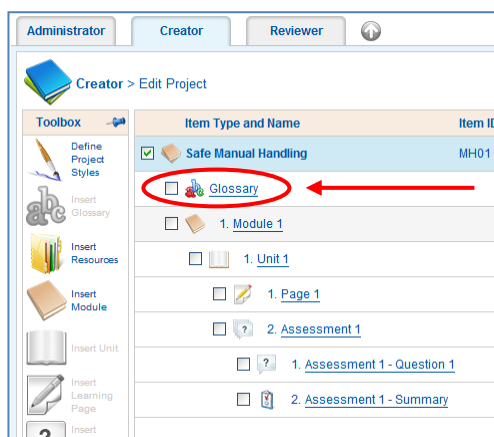 Administrator
Creator
Reviewer
Creator > Edit Project
Toolbox
Define
Project
Styles
Insert
Glossary
Insert
Resources
Insert
Module
Insert Unit
Insert
Learning
Page
Insert
Item Type and Name
Item ID
Safe Manual Handling
MH01
Glossary
1. Module 1
1. Unit 1
1. Page 1
2. Assessment 1
1. Assessment 1 - Question 1
2. Assessment 1 - Summary